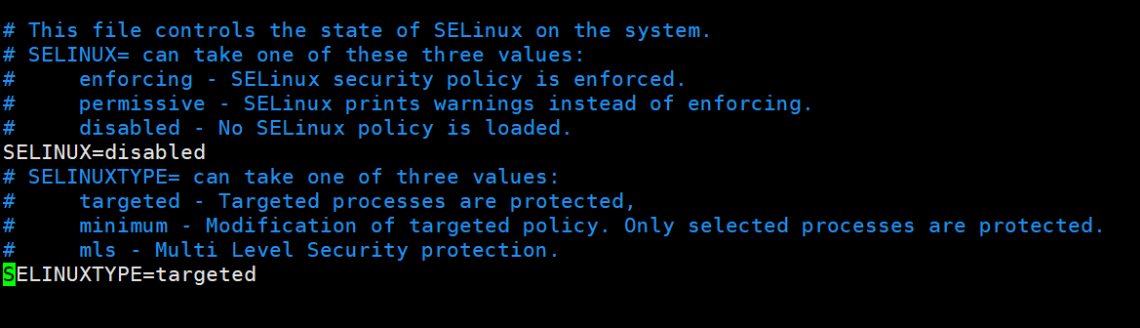 # This file controls the state of SELinux on the system.
# SELINUX= can take one of these three values:
#     enforcing - SELinux security policy is enforced.
#     permissive - SELinux prints warnings instead of enforcing.
#     disabled - No SELinux policy is loaded.
SELINUX=disabled
# SELINUXTYPE= can take one of three values:
#     targeted - Targeted processes are protected,
#     minimum - Modification of targeted policy. Only selected processes are protected.
#     mls - Multi Level Security protection.
SELINUXTYPE=targeted